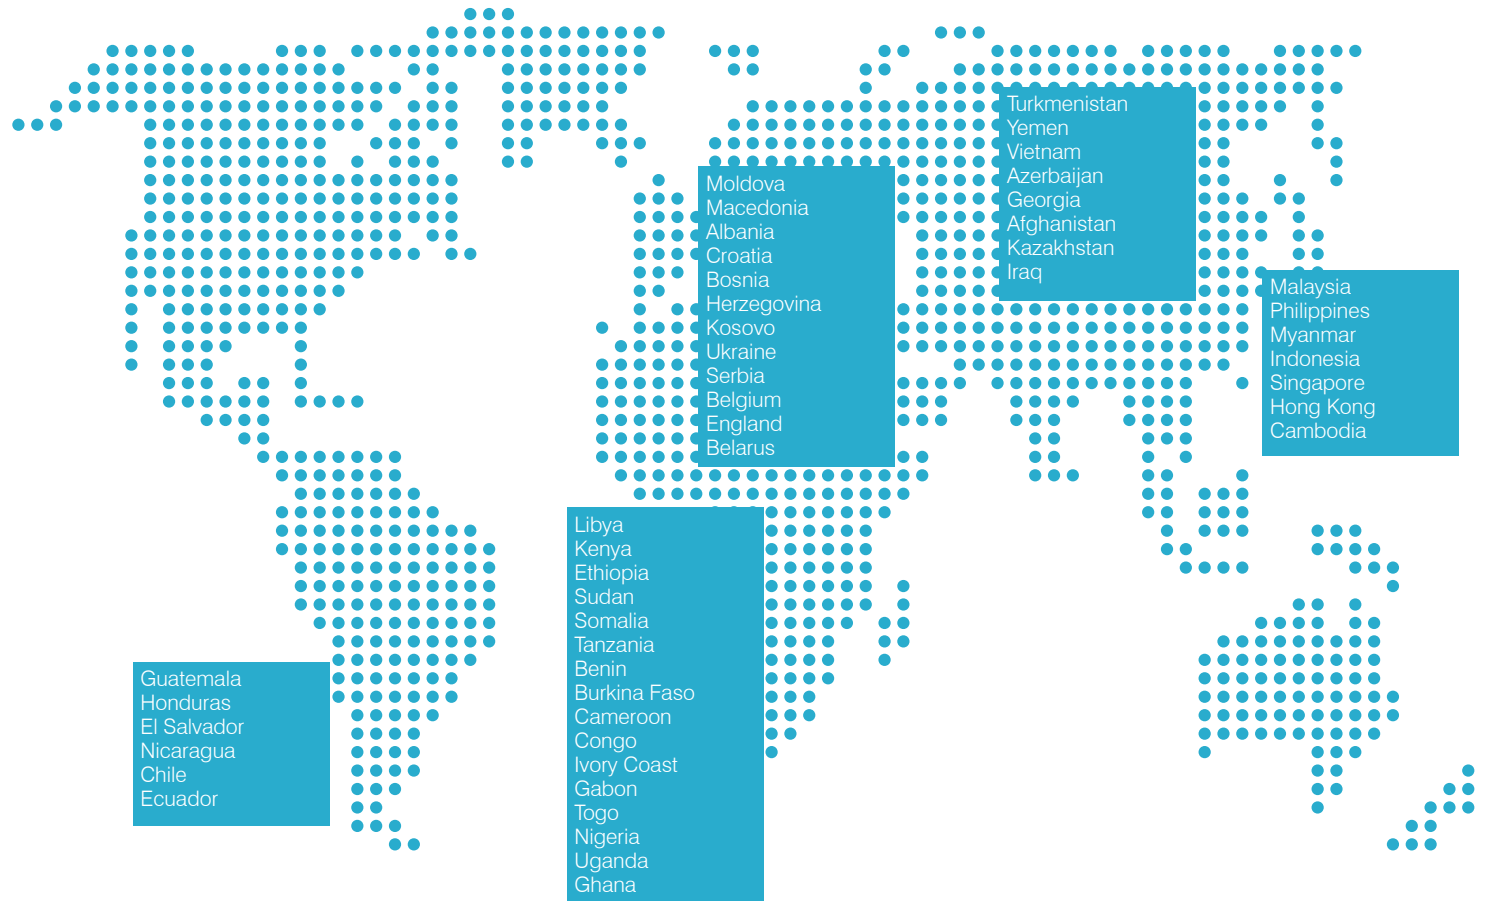 Turkmenistan
Yemen
Vietnam
Azerbaijan
Georgia
Afghanistan
Kazakhstan
Iraq
Moldova
Macedonia
Albania
Croatia
Bosnia
Herzegovina
Kosovo
Ukraine
Serbia
Belgium
England
Belarus
Malaysia
Philippines
Myanmar
Indonesia
Singapore
Hong Kong
Cambodia
Libya
Kenya
Ethiopia
Sudan
Somalia
Tanzania
Benin
Burkina Faso
Cameroon
Congo
Ivory Coast
Gabon
Togo
Nigeria
Uganda
Ghana
Guatemala
Honduras
El Salvador
Nicaragua
Chile
Ecuador